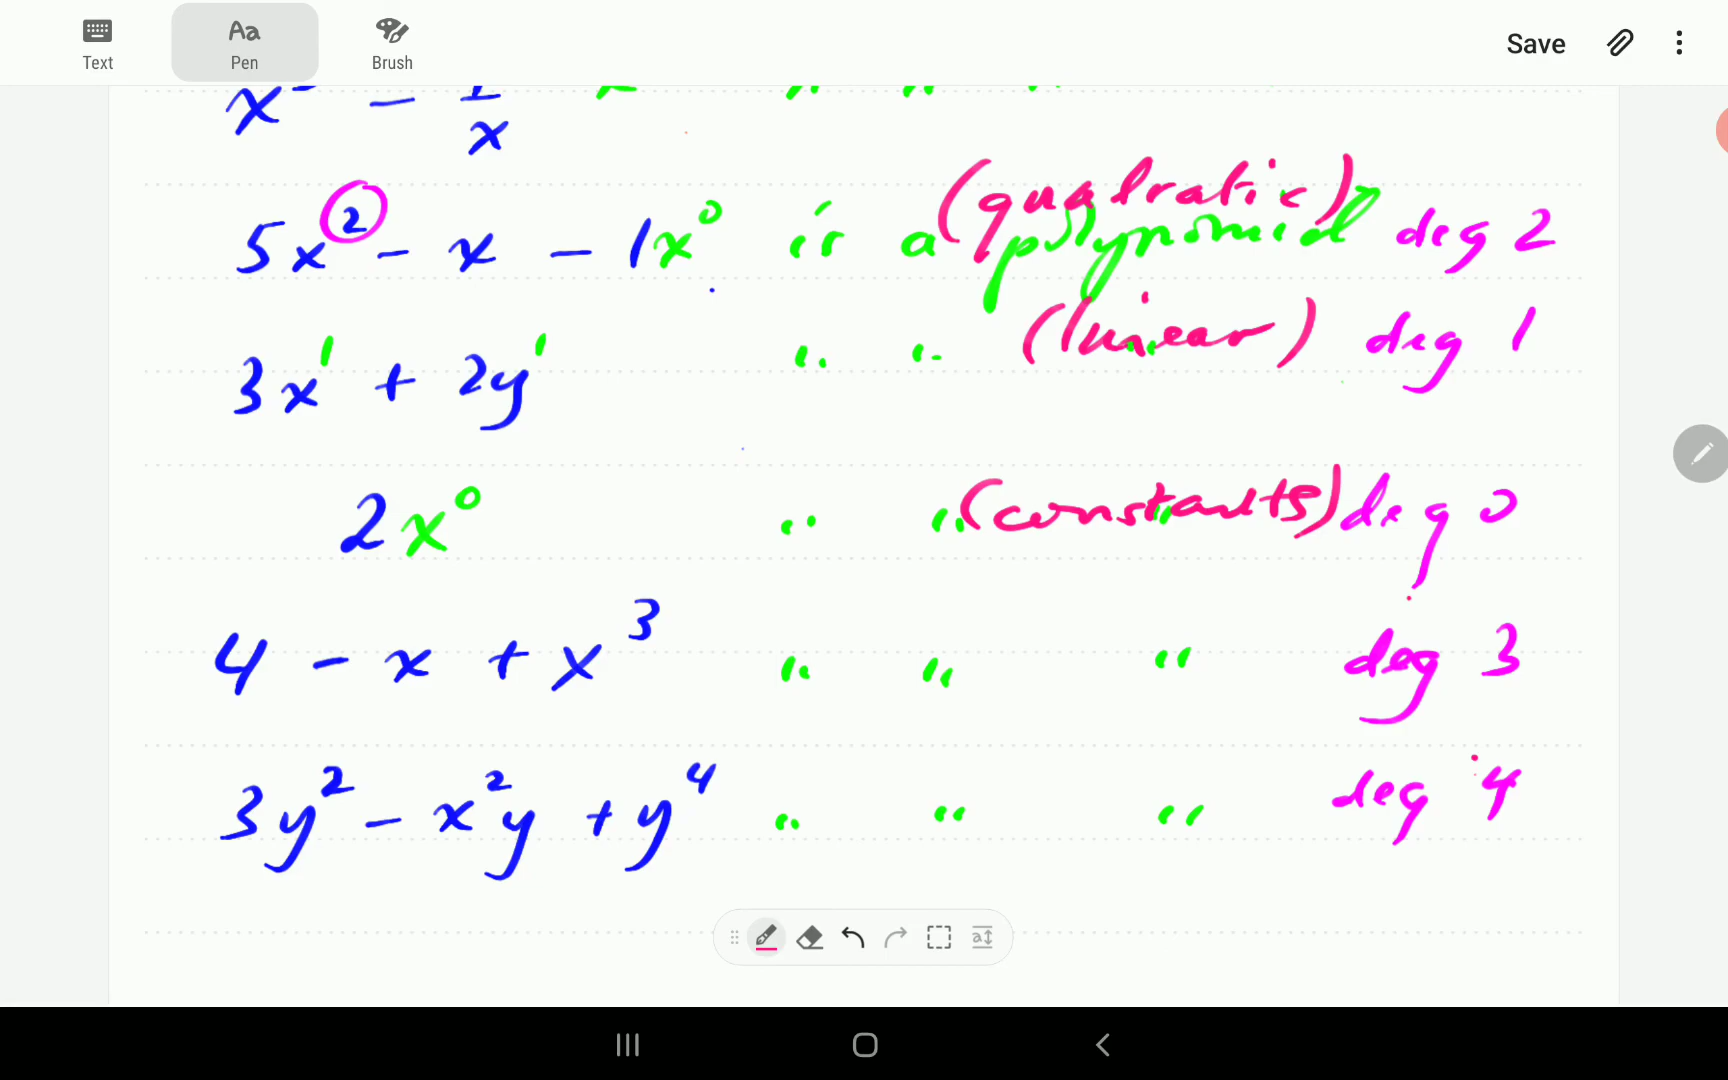 Text Pen Brush Save
x - 1/x
5x² - x - 1x⁰ is a (quadratic) polynomial deg 2
3x¹ + 2y¹ " " (linear) " deg 1
2x⁰ " " (constants) " deg 0
4 - x + x³ " " " deg 3
3y² - x²y + y⁴ " " " deg 4
a